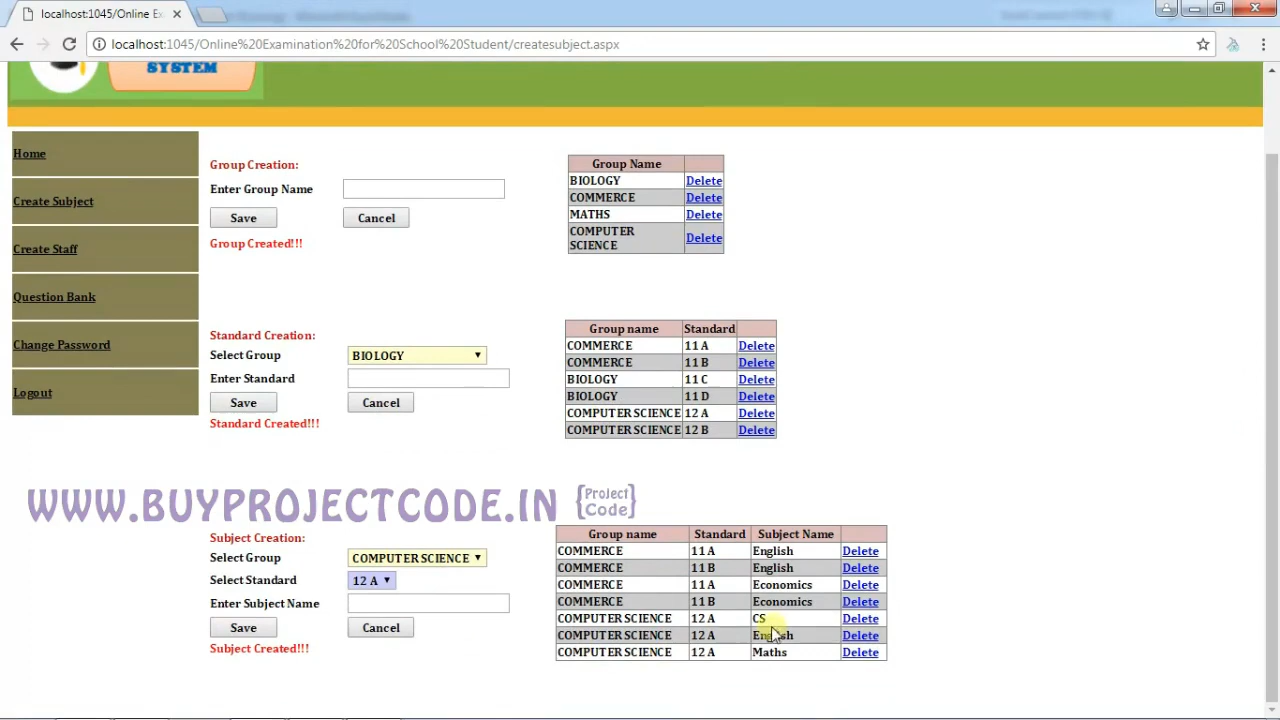 localhost:1045/Online Ex
localhost:1045/Online%20Examination%20for%20School%20Student/createsubject.aspx
SYSTEM
Home
Create Subject
Create Staff
Question Bank
Change Password
Logout
Group Creation:
Enter Group Name
Save Cancel
Group Created!!!
Group Name
BIOLOGY Delete
COMMERCE Delete
MATHS Delete
COMPUTER
SCIENCE Delete
Standard Creation:
Select Group BIOLOGY
Enter Standard
Save Cancel
Standard Created!!!
Group name Standard
COMMERCE 11 A Delete
COMMERCE 11 B Delete
BIOLOGY 11 C Delete
BIOLOGY 11 D Delete
COMPUTER SCIENCE 12 A Delete
COMPUTER SCIENCE 12 B Delete
WWW.BUYPROJECTCODE.IN {Project
Code}
Subject Creation:
Select Group COMPUTER SCIENCE
Select Standard 12 A
Enter Subject Name
Save Cancel
Subject Created!!!
Group name Standard Subject Name
COMMERCE 11 A English Delete
COMMERCE 11 B English Delete
COMMERCE 11 A Economics Delete
COMMERCE 11 B Economics Delete
COMPUTER SCIENCE 12 A CS Delete
COMPUTER SCIENCE 12 A English Delete
COMPUTER SCIENCE 12 A Maths Delete